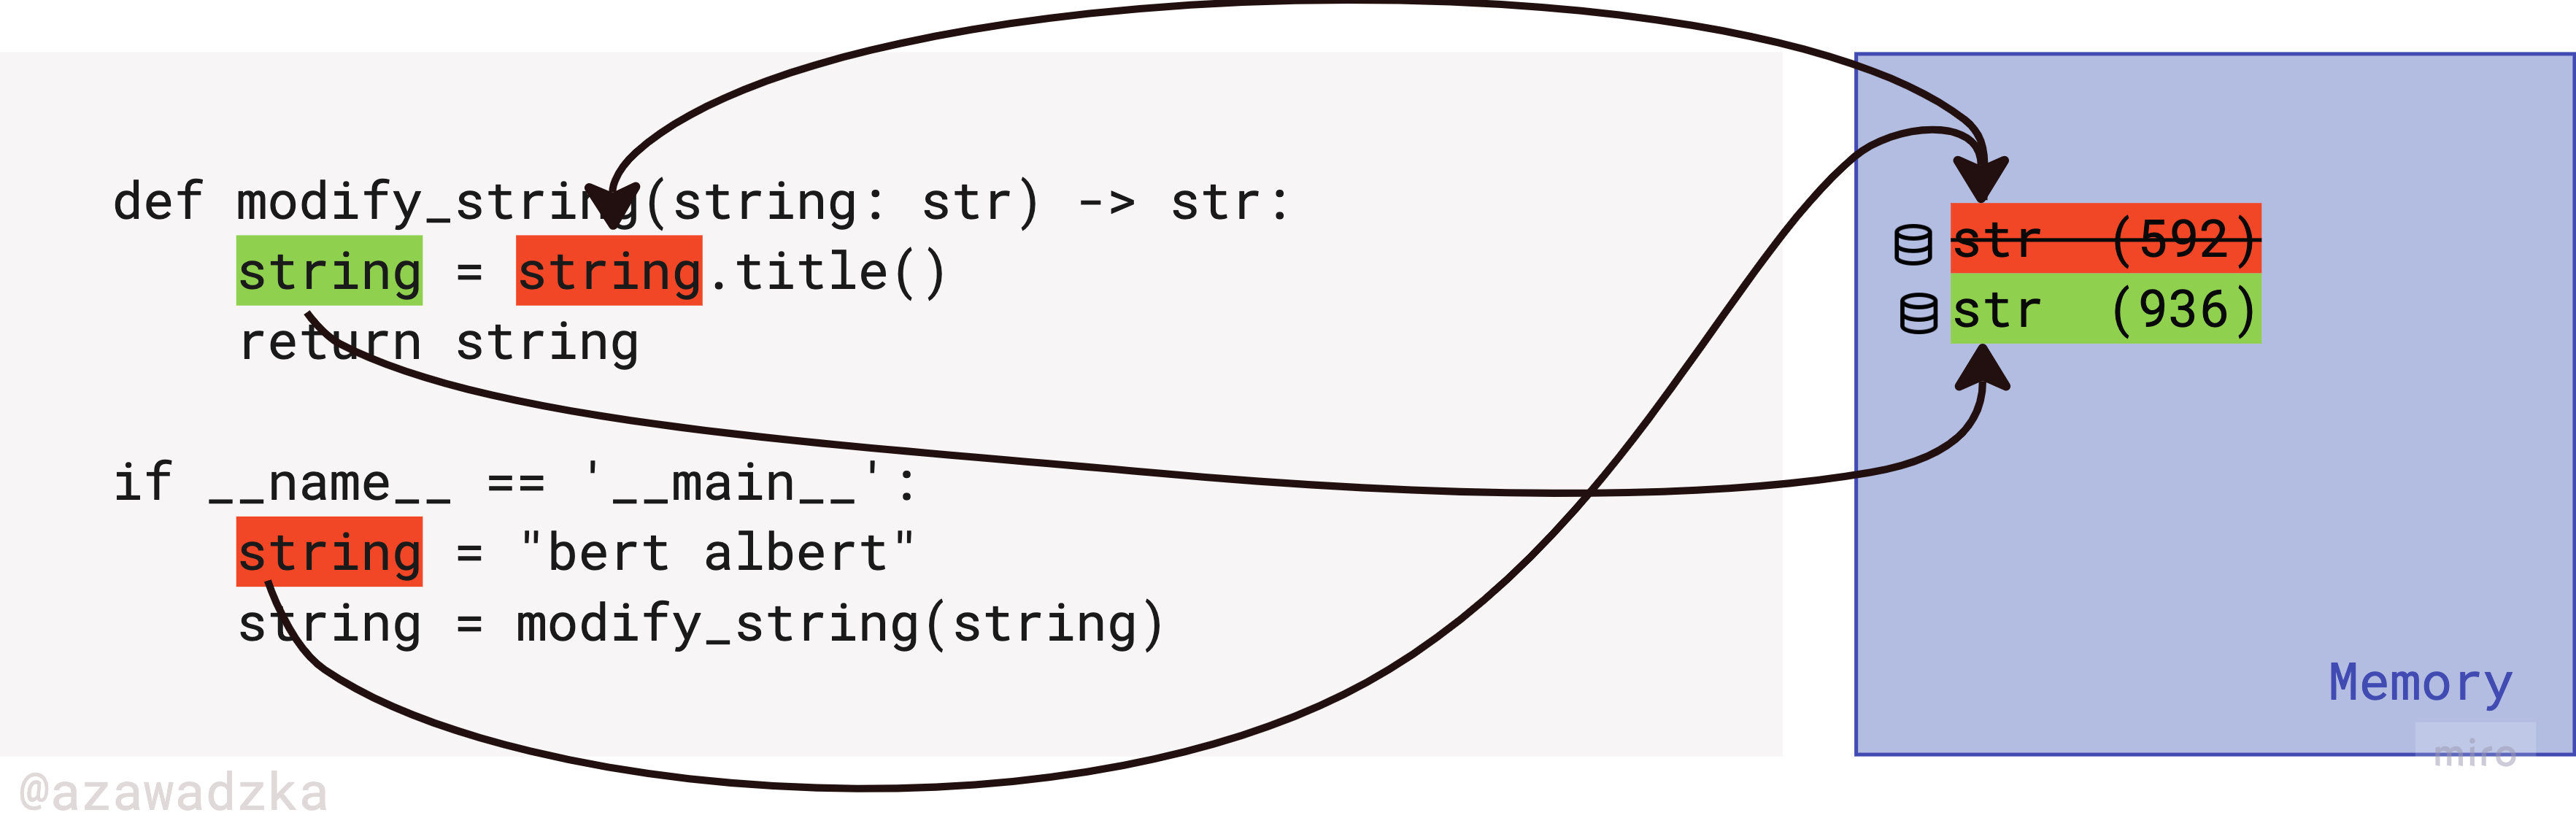 def modify_string(string: str) -> str:
    string = string.title()
    return string
if __name__ == '__main__':
    string = "bert albert"
    string = modify_string(string)
str (592)
str (936)
Memory
miro
@azawadzka